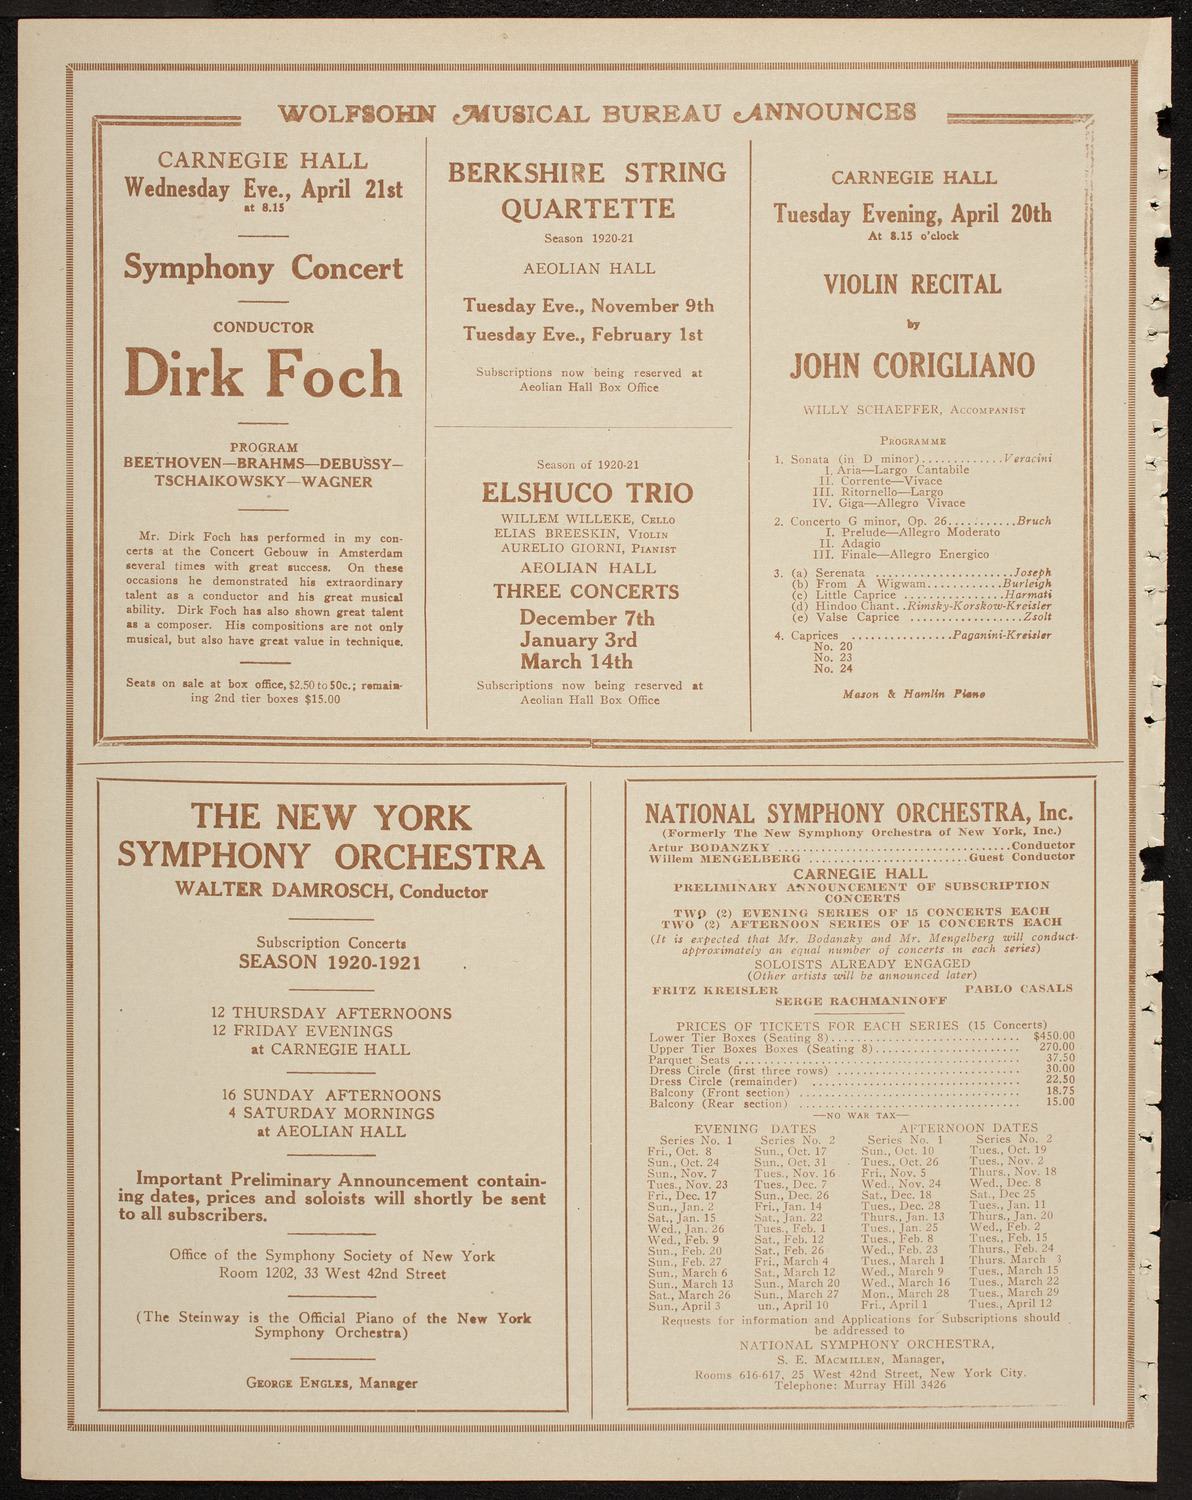 WOLFSOHN MUSICAL BUREAU ANNOUNCES
CARNEGIE HALL
Wednesday Eve., April 21st
at 8.15
Symphony Concert
CONDUCTOR
Dirk Foch
PROGRAM
BEETHOVEN—BRAHMS—DEBUSSY—
TSCHAIKOWSKY—WAGNER
Mr. Dirk Foch has performed in my con-
certs at the Concert Gebouw in Amsterdam
several times with great success. On these
occasions he demonstrated his extraordinary
talent as a conductor and his great musical
ability. Dirk Foch has also shown great talent
as a composer. His compositions are not only
musical, but also have great value in technique.
Seats on sale at box office, $2.50 to 50c.; remain-
ing 2nd tier boxes $15.00
BERKSHIRE STRING
QUARTETTE
Season 1920-21
AEOLIAN HALL
Tuesday Eve., November 9th
Tuesday Eve., February 1st
Subscriptions now being reserved at
Aeolian Hall Box Office
Season of 1920-21
ELSHUCO TRIO
WILLEM WILLEKE, CELLO
ELIAS BREESKIN, VIOLIN
AURELIO GIORNI, PIANIST
AEOLIAN HALL
THREE CONCERTS
December 7th
January 3rd
March 14th
Subscriptions now being reserved at
Aeolian Hall Box Office
CARNEGIE HALL
Tuesday Evening, April 20th
At 8.15 o'clock
VIOLIN RECITAL
by
JOHN CORIGLIANO
WILLY SCHAEFFER, ACCOMPANIST
PROGRAMME
1. Sonata (in D minor).............Veracini
I. Aria—Largo Cantabile
II. Corrente—Vivace
III. Ritornello—Largo
IV. Giga—Allegro Vivace
2. Concerto G minor, Op. 26...........Bruch
I. Prelude—Allegro Moderato
II. Adagio
III. Finale—Allegro Energico
3. (a) Serenata ......................Joseph
(b) From A Wigwam............Burleigh
(c) Little Caprice ................Harmati
(d) Hindoo Chant..Rimsky-Korskow-Kreisler
(e) Valse Caprice ..................Zsolt
4. Caprices ................Paganini-Kreisler
No. 20
No. 23
No. 24
Mason & Hamlin Piano
THE NEW YORK
SYMPHONY ORCHESTRA
WALTER DAMROSCH, Conductor
Subscription Concerts
SEASON 1920-1921
12 THURSDAY AFTERNOONS
12 FRIDAY EVENINGS
at CARNEGIE HALL
16 SUNDAY AFTERNOONS
4 SATURDAY MORNINGS
at AEOLIAN HALL
Important Preliminary Announcement contain-
ing dates, prices and soloists will shortly be sent
to all subscribers.
Office of the Symphony Society of New York
Room 1202, 33 West 42nd Street
(The Steinway is the Official Piano of the New York
Symphony Orchestra)
GEORGE ENGLES, Manager
NATIONAL SYMPHONY ORCHESTRA, Inc.
(Formerly The New Symphony Orchestra of New York, Inc.)
Artur BODANZKY ......................................Conductor
Willem MENGELBERG .........................Guest Conductor
CARNEGIE HALL
PRELIMINARY ANNOUNCEMENT OF SUBSCRIPTION
CONCERTS
TWO (2) EVENING SERIES OF 15 CONCERTS EACH
TWO (2) AFTERNOON SERIES OF 15 CONCERTS EACH
(It is expected that Mr. Bodansky and Mr. Mengelberg will conduct
approximately an equal number of concerts in each series)
SOLOISTS ALREADY ENGAGED
(Other artists will be announced later)
FRITZ KREISLER PABLO CASALS
SERGE RACHMANINOFF
PRICES OF TICKETS FOR EACH SERIES (15 Concerts)
Lower Tier Boxes (Seating 8)............................. $450.00
Upper Tier Boxes Boxes (Seating 8)...................... 270.00
Parquet Seats ............................................ 37.50
Dress Circle (first three rows) ............................ 30.00
Dress Circle (remainder) ................................ 22.50
Balcony (Front section) .................................. 18.75
Balcony (Rear section) .................................. 15.00
—NO WAR TAX—
EVENING DATES AFTERNOON DATES
Series No. 1 Series No. 2 Series No. 1 Series No. 2
Fri., Oct. 8 Sun., Oct. 17 Sun., Oct. 10 Tues., Oct. 19
Sun., Oct. 24 Sun., Oct. 31 Tues., Oct. 26 Tues., Nov. 2
Sun., Nov. 7 Tues., Nov. 16 Fri., Nov. 5 Thurs., Nov. 18
Tues., Nov. 23 Tues., Dec. 7 Wed., Nov. 24 Wed., Dec. 8
Fri., Dec. 17 Sun., Dec. 26 Sat., Dec. 18 Sat., Dec 25
Sun., Jan. 2 Fri., Jan. 14 Tues., Dec. 28 Tues., Jan. 11
Sat., Jan. 15 Sat., Jan. 22 Thurs., Jan. 13 Thurs., Jan. 20
Wed., Jan. 26 Tues., Feb. 1 Tues., Jan. 25 Wed., Feb. 2
Wed., Feb. 9 Sat., Feb. 12 Tues., Feb. 8 Tues., Feb. 15
Sun., Feb. 20 Sat., Feb. 26 Wed., Feb. 23 Thurs., Feb. 24
Sun., Feb. 27 Fri., March 4 Tues., March 1 Thurs. March 3
Sun., March 6 Sat., March 12 Wed., March 9 Tues., March 15
Sun., March 13 Sun., March 20 Wed., March 16 Tues., March 22
Sat., March 26 Sun., March 27 Mon., March 28 Tues., March 29
Sun., April 3 un., April 10 Fri., April 1 Tues., April 12
Requests for information and Applications for Subscriptions should
be addressed to
NATIONAL SYMPHONY ORCHESTRA,
S. E. MACMILLEN, Manager,
Rooms 616-617, 25 West 42nd Street, New York City.
Telephone: Murray Hill 3426